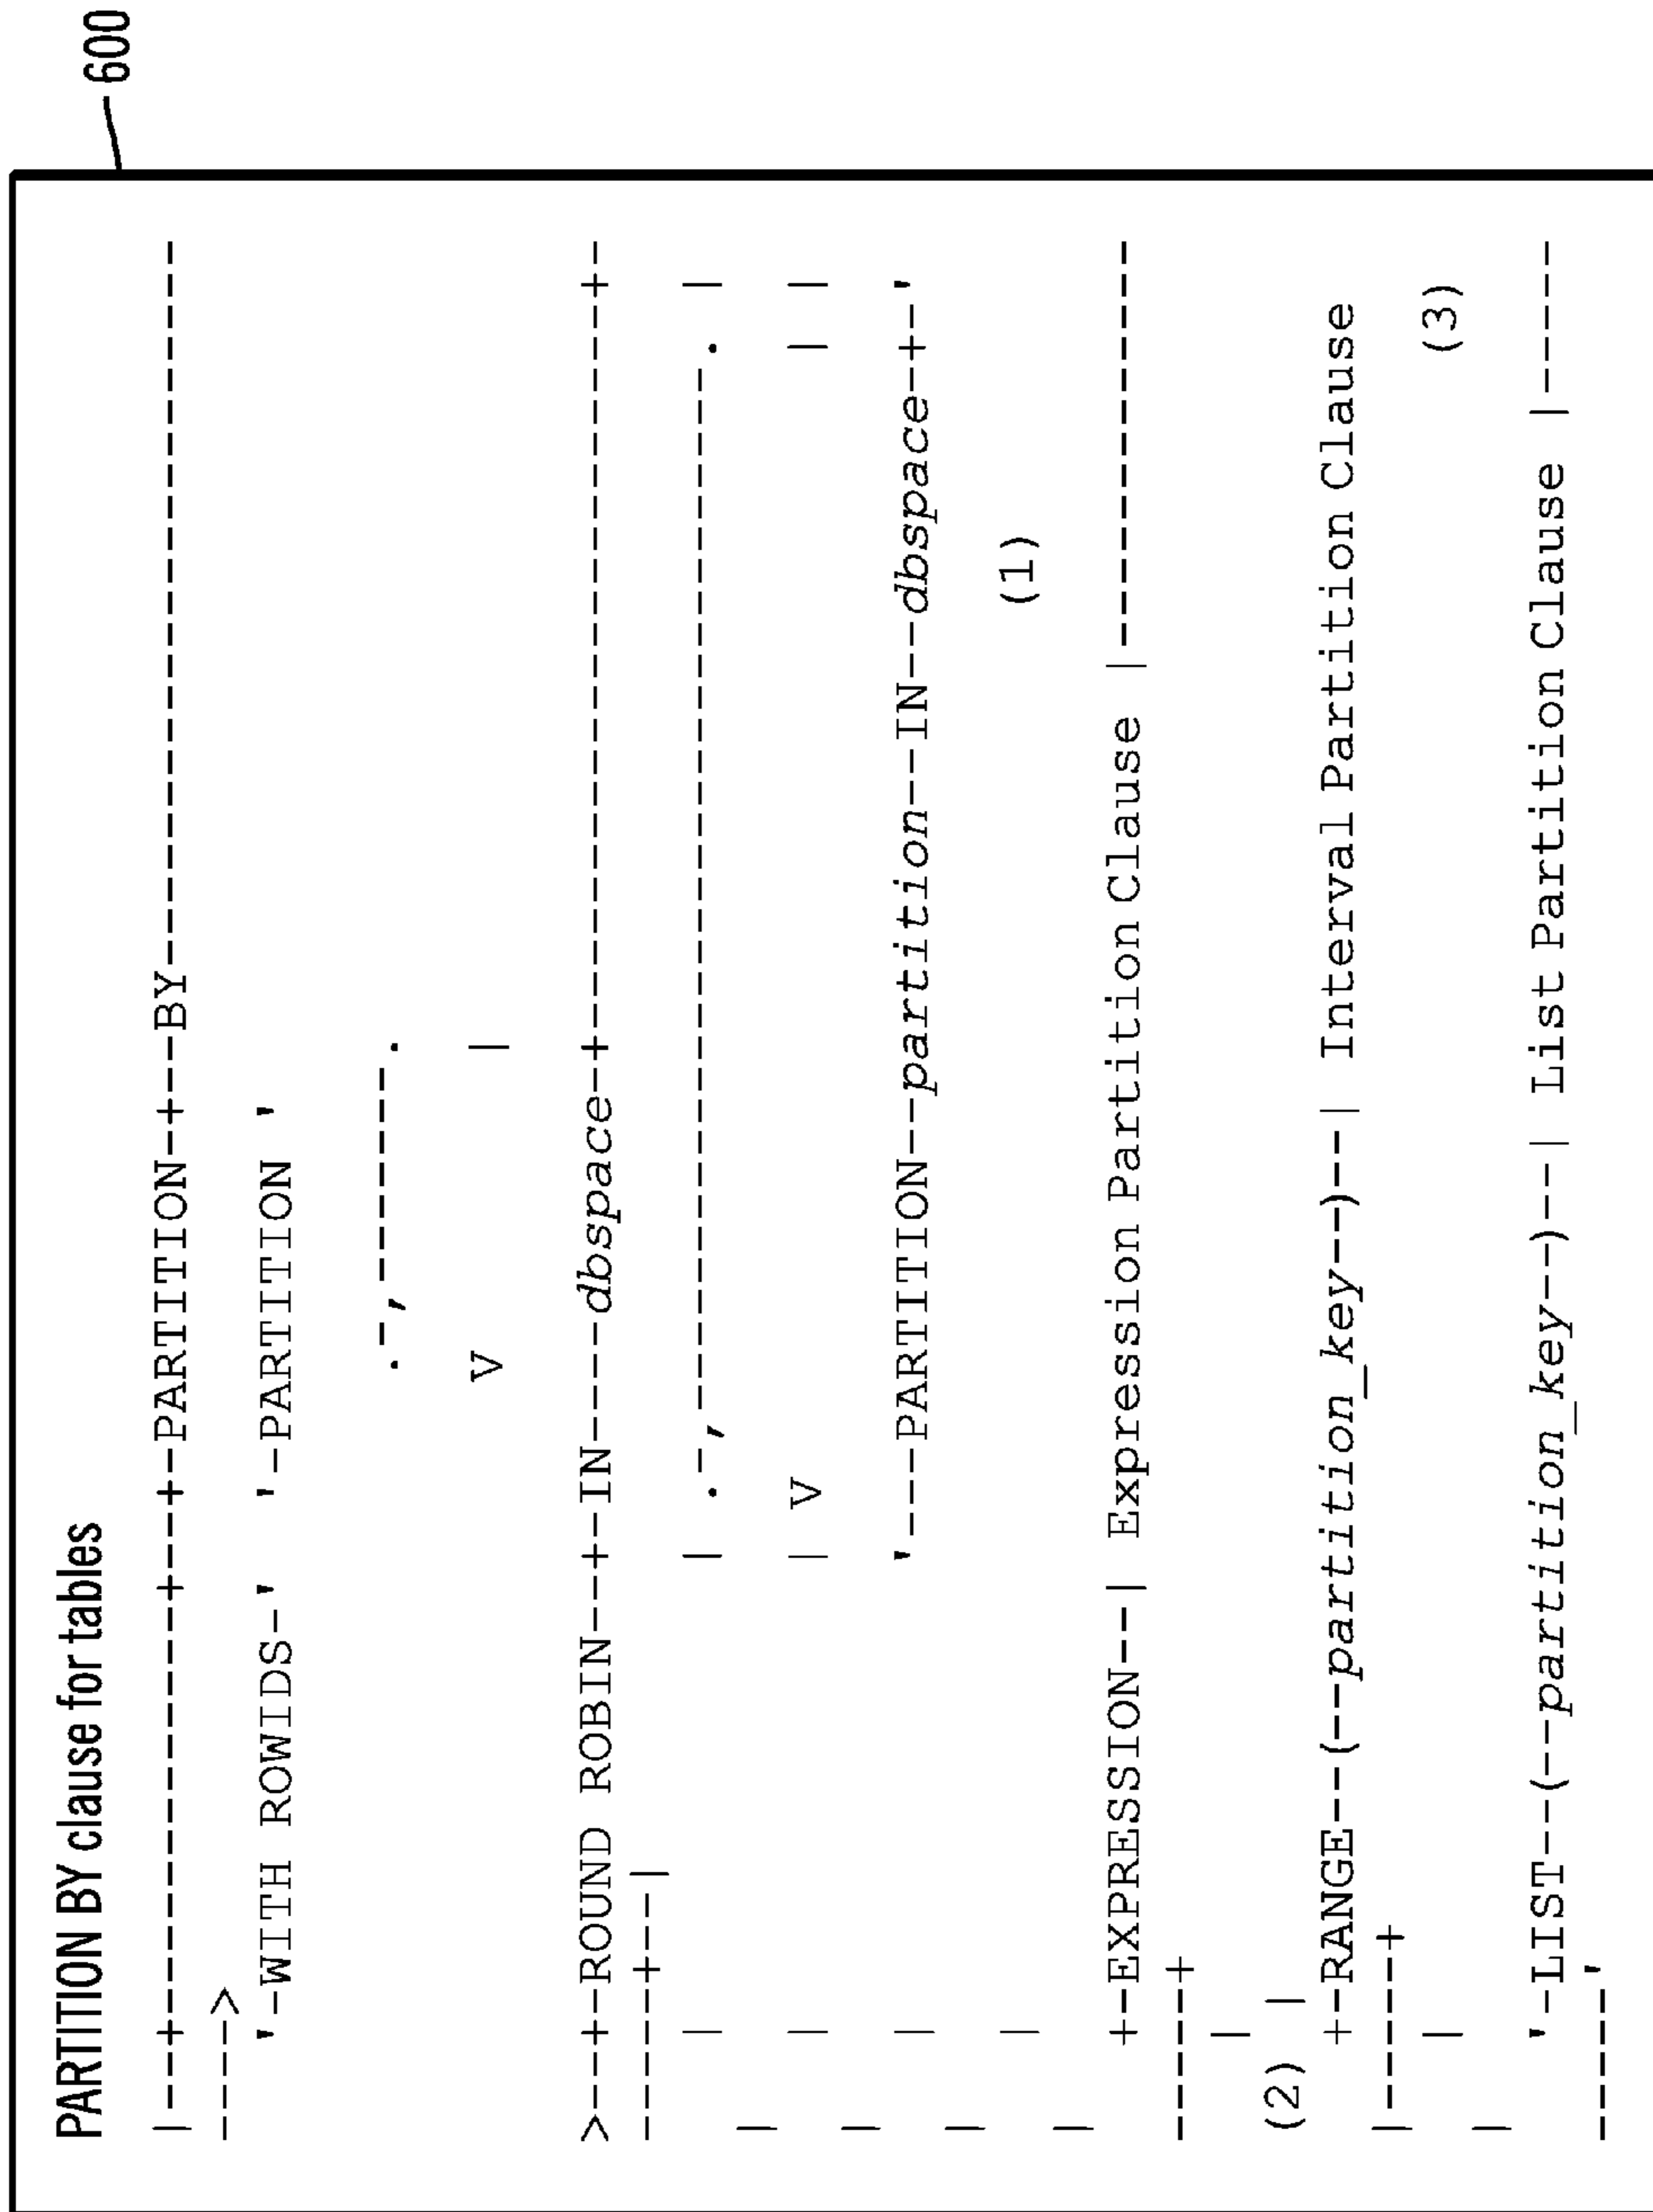 600
PARTITION BY clause for tables
|--+--------------+--+-PARTITION-+--BY-----------------------
----->
'-WITH ROWIDS-' '-PARTITION '
.-,--------.
V |
>--+--ROUND ROBIN--+--IN-----dbspace-+-----------------------+--
------+--|
| | .-,------------------------------------. |
| | V | |
| '----PARTITION--partition--IN--dbspace-+-'
| (1)
+--EXPRESSION--| Expression Partition Clause |-------------
------+
| (2) |
+--RANGE--(--partition_key--)--| Interval Partition Clause
|-----+
| | (3)
'-LIST--(--partition_key--)--| List Partition Clause |-----
------'